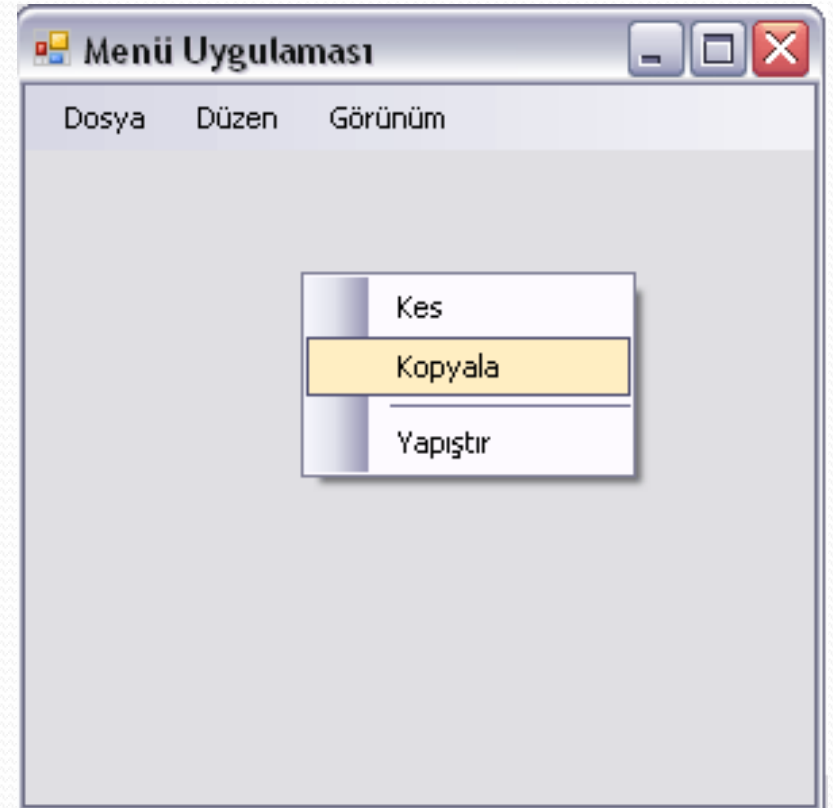 Menü Uygulaması
Dosya Düzen Görünüm
Kes
Kopyala
Yapıştır